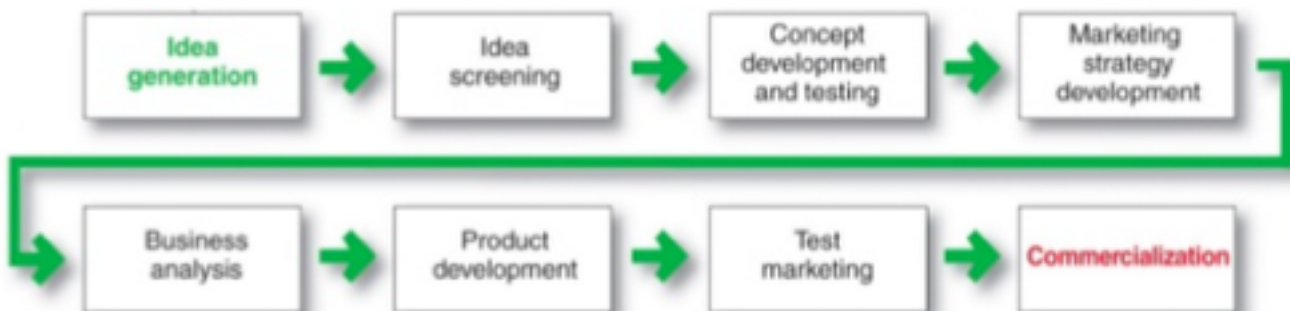 Idea
generation
Idea
screening
Concept
development
and testing
Marketing
strategy
development
Business
analysis
Product
development
Test
marketing
Commercialization